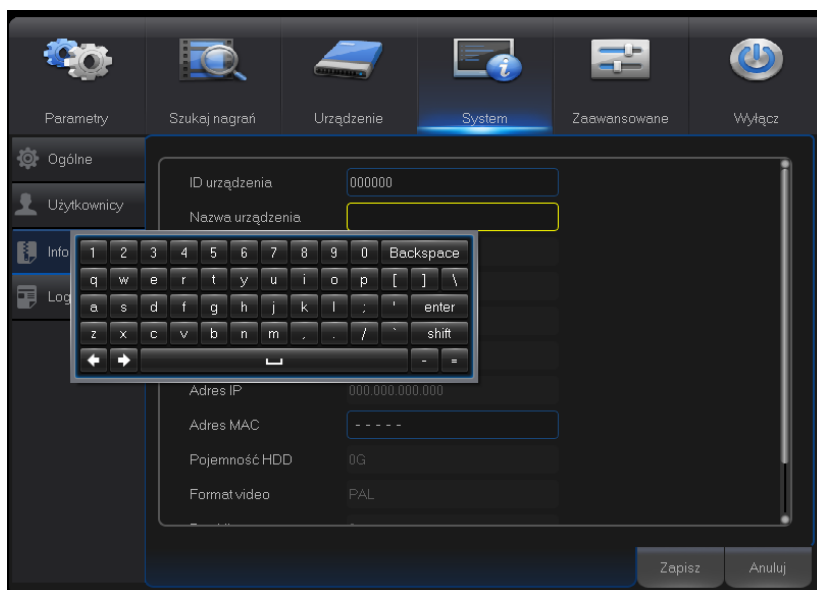 Parametry Szukaj nagrań Urządzenie System Zaawansowane Wyłącz
Ogólne
Użytkownicy
Info
Log
ID urządzenia 000000
Nazwa urządzenia
1 2 3 4 5 6 7 8 9 0 Backspace
q w e r t y u i o p [ ] \
a s d f g h j k l ; ' enter
z x c v b n m , . / ` shift
- =
Adres IP 000.000.000.000
Adres MAC - - - - -
Pojemność HDD 0G
Format video PAL
Zapisz Anuluj